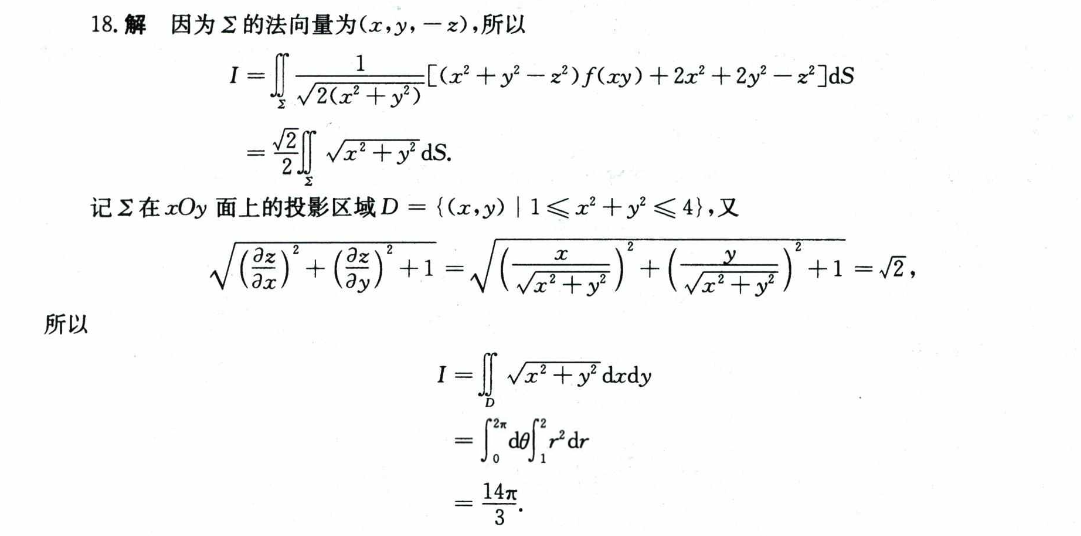 18. 解 因为 Σ 的法向量为(x,y,−z),所以
I = ∬_Σ 1/√(2(x²+y²)) [(x²+y²−z²)f(xy)+2x²+2y²−z²]dS
= √2/2 ∬_Σ √(x²+y²) dS.
记 Σ 在 xOy 面上的投影区域 D = {(x,y) | 1≤x²+y²≤4},又
√((∂z/∂x)²+(∂z/∂y)²+1) = √((x/√(x²+y²))²+(y/√(x²+y²))²+1) = √2,
所以
I = ∬_D √(x²+y²) dxdy
= ∫₀^{2π} dθ ∫₁² r² dr
= 14π/3.